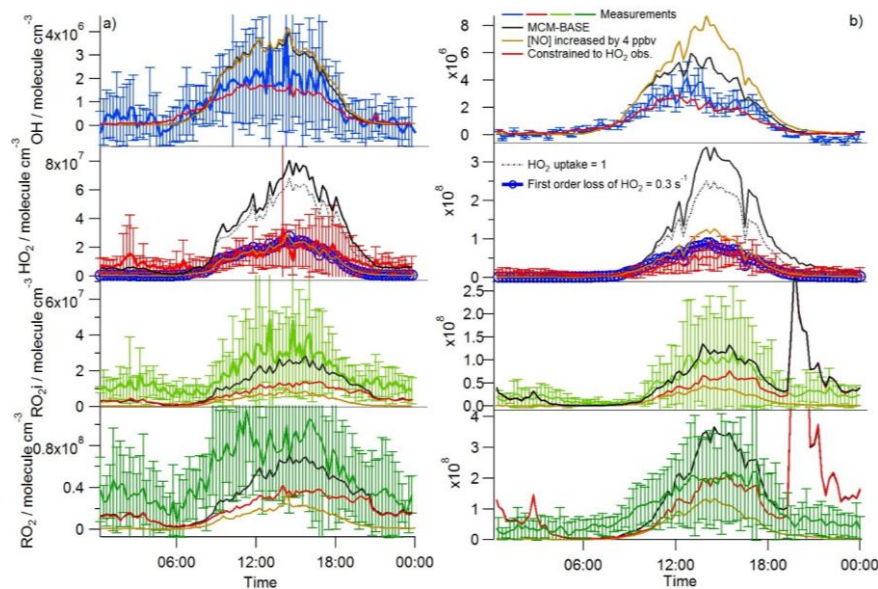 a)
OH / molecule cm-3
4x10^6
3
2
1
0
HO2 / molecule cm-3
8x10^7
6
4
2
0
RO2i / molecule cm-3
6x10^7
4
2
0
RO2 / molecule cm-3
0.8x10^8
0.4
0
06:00 12:00 18:00 00:00
Time
b)
Measurements
MCM-BASE
[NO] increased by 4 ppbv
Constrained to HO2 obs.
x10^6
8
6
4
2
0
HO2 uptake = 1
First order loss of HO2 = 0.3 s-1
x10^8
3
2
1
0
x10^8
2.5
2.0
1.5
1.0
0.5
0.0
x10^8
4
3
2
1
0
06:00 12:00 18:00 00:00
Time